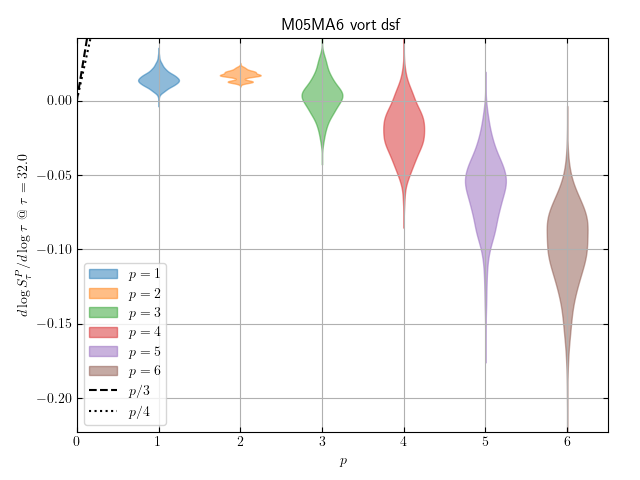 M05MA6 vort dsf
d log S_τ^P / d log τ @ τ = 32.0
0.00
−0.05
−0.10
−0.15
−0.20
p = 1
p = 2
p = 3
p = 4
p = 5
p = 6
p/3
p/4
0 1 2 3 4 5 6
p